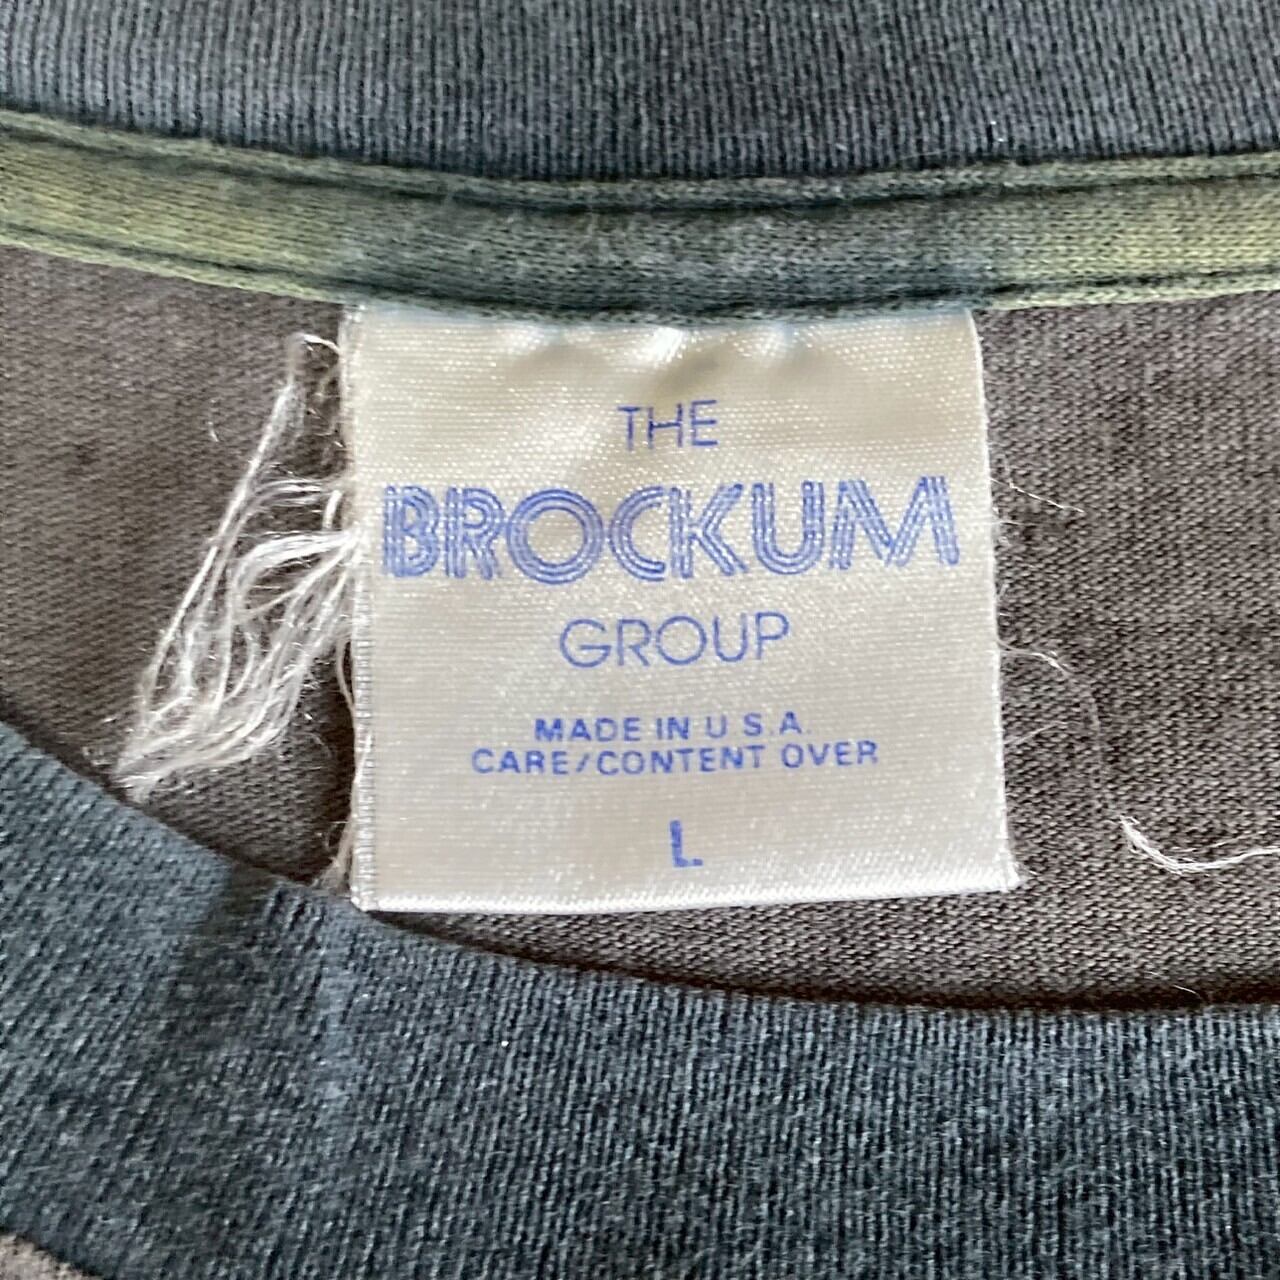 THE
BROCKUM
GROUP
MADE IN U S.A.
CARE/CONTENT OVER
L